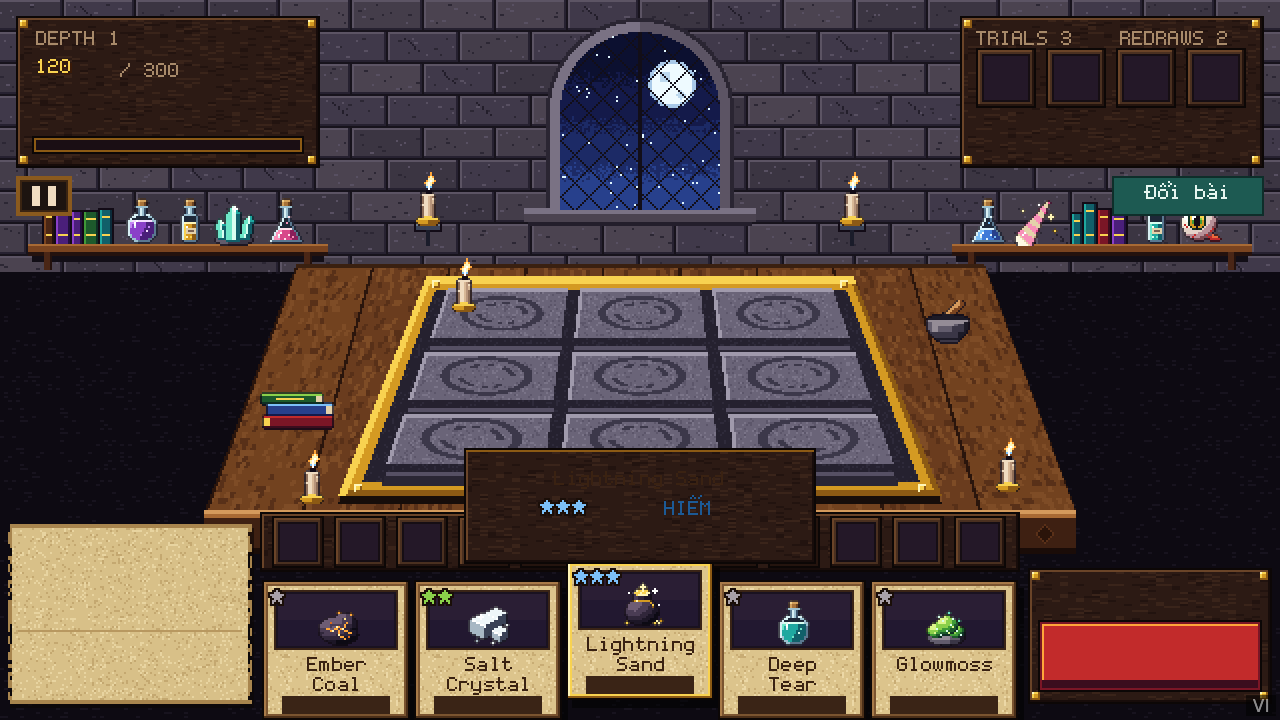 DEPTH 1
120 / 300
TRIALS 3 REDRAWS 2
Đổi bài
HIẾM
Ember
Coal
Salt
Crystal
Lightning
Sand
Deep
Tear
Glowmoss
VI